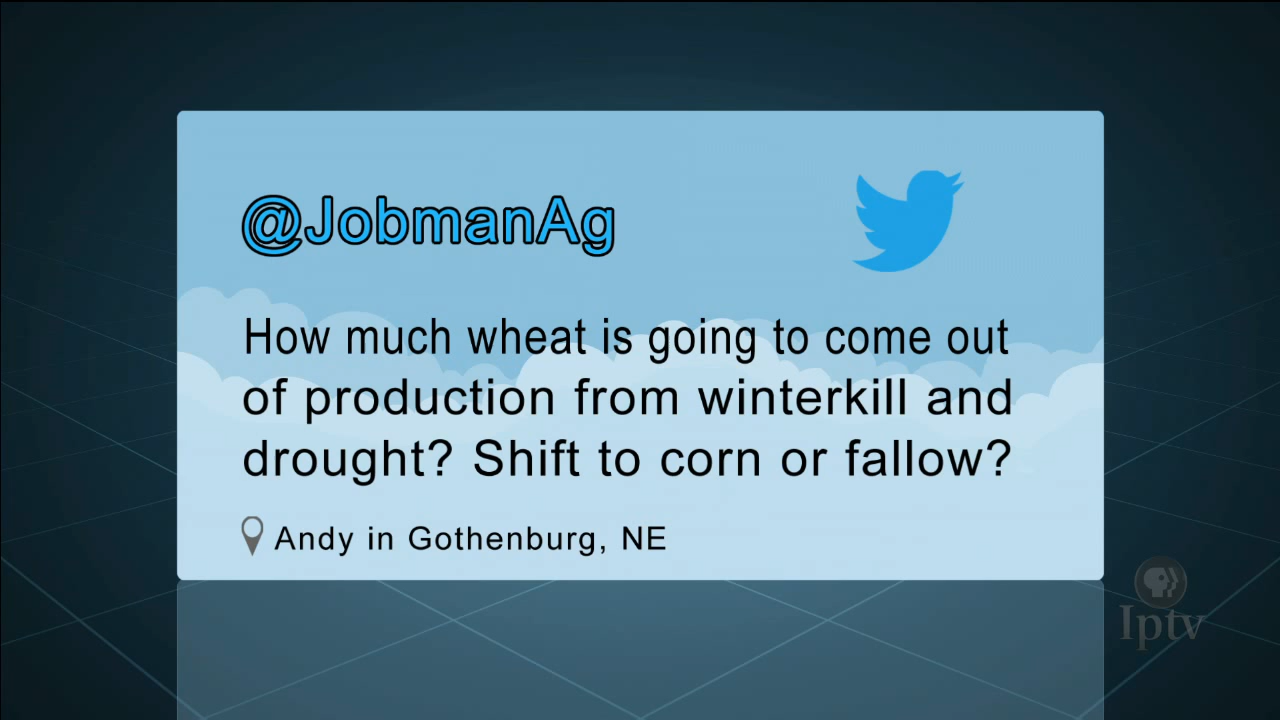 @JobmanAg
How much wheat is going to come out
of production from winterkill and
drought? Shift to corn or fallow?
Andy in Gothenburg, NE
Iptv